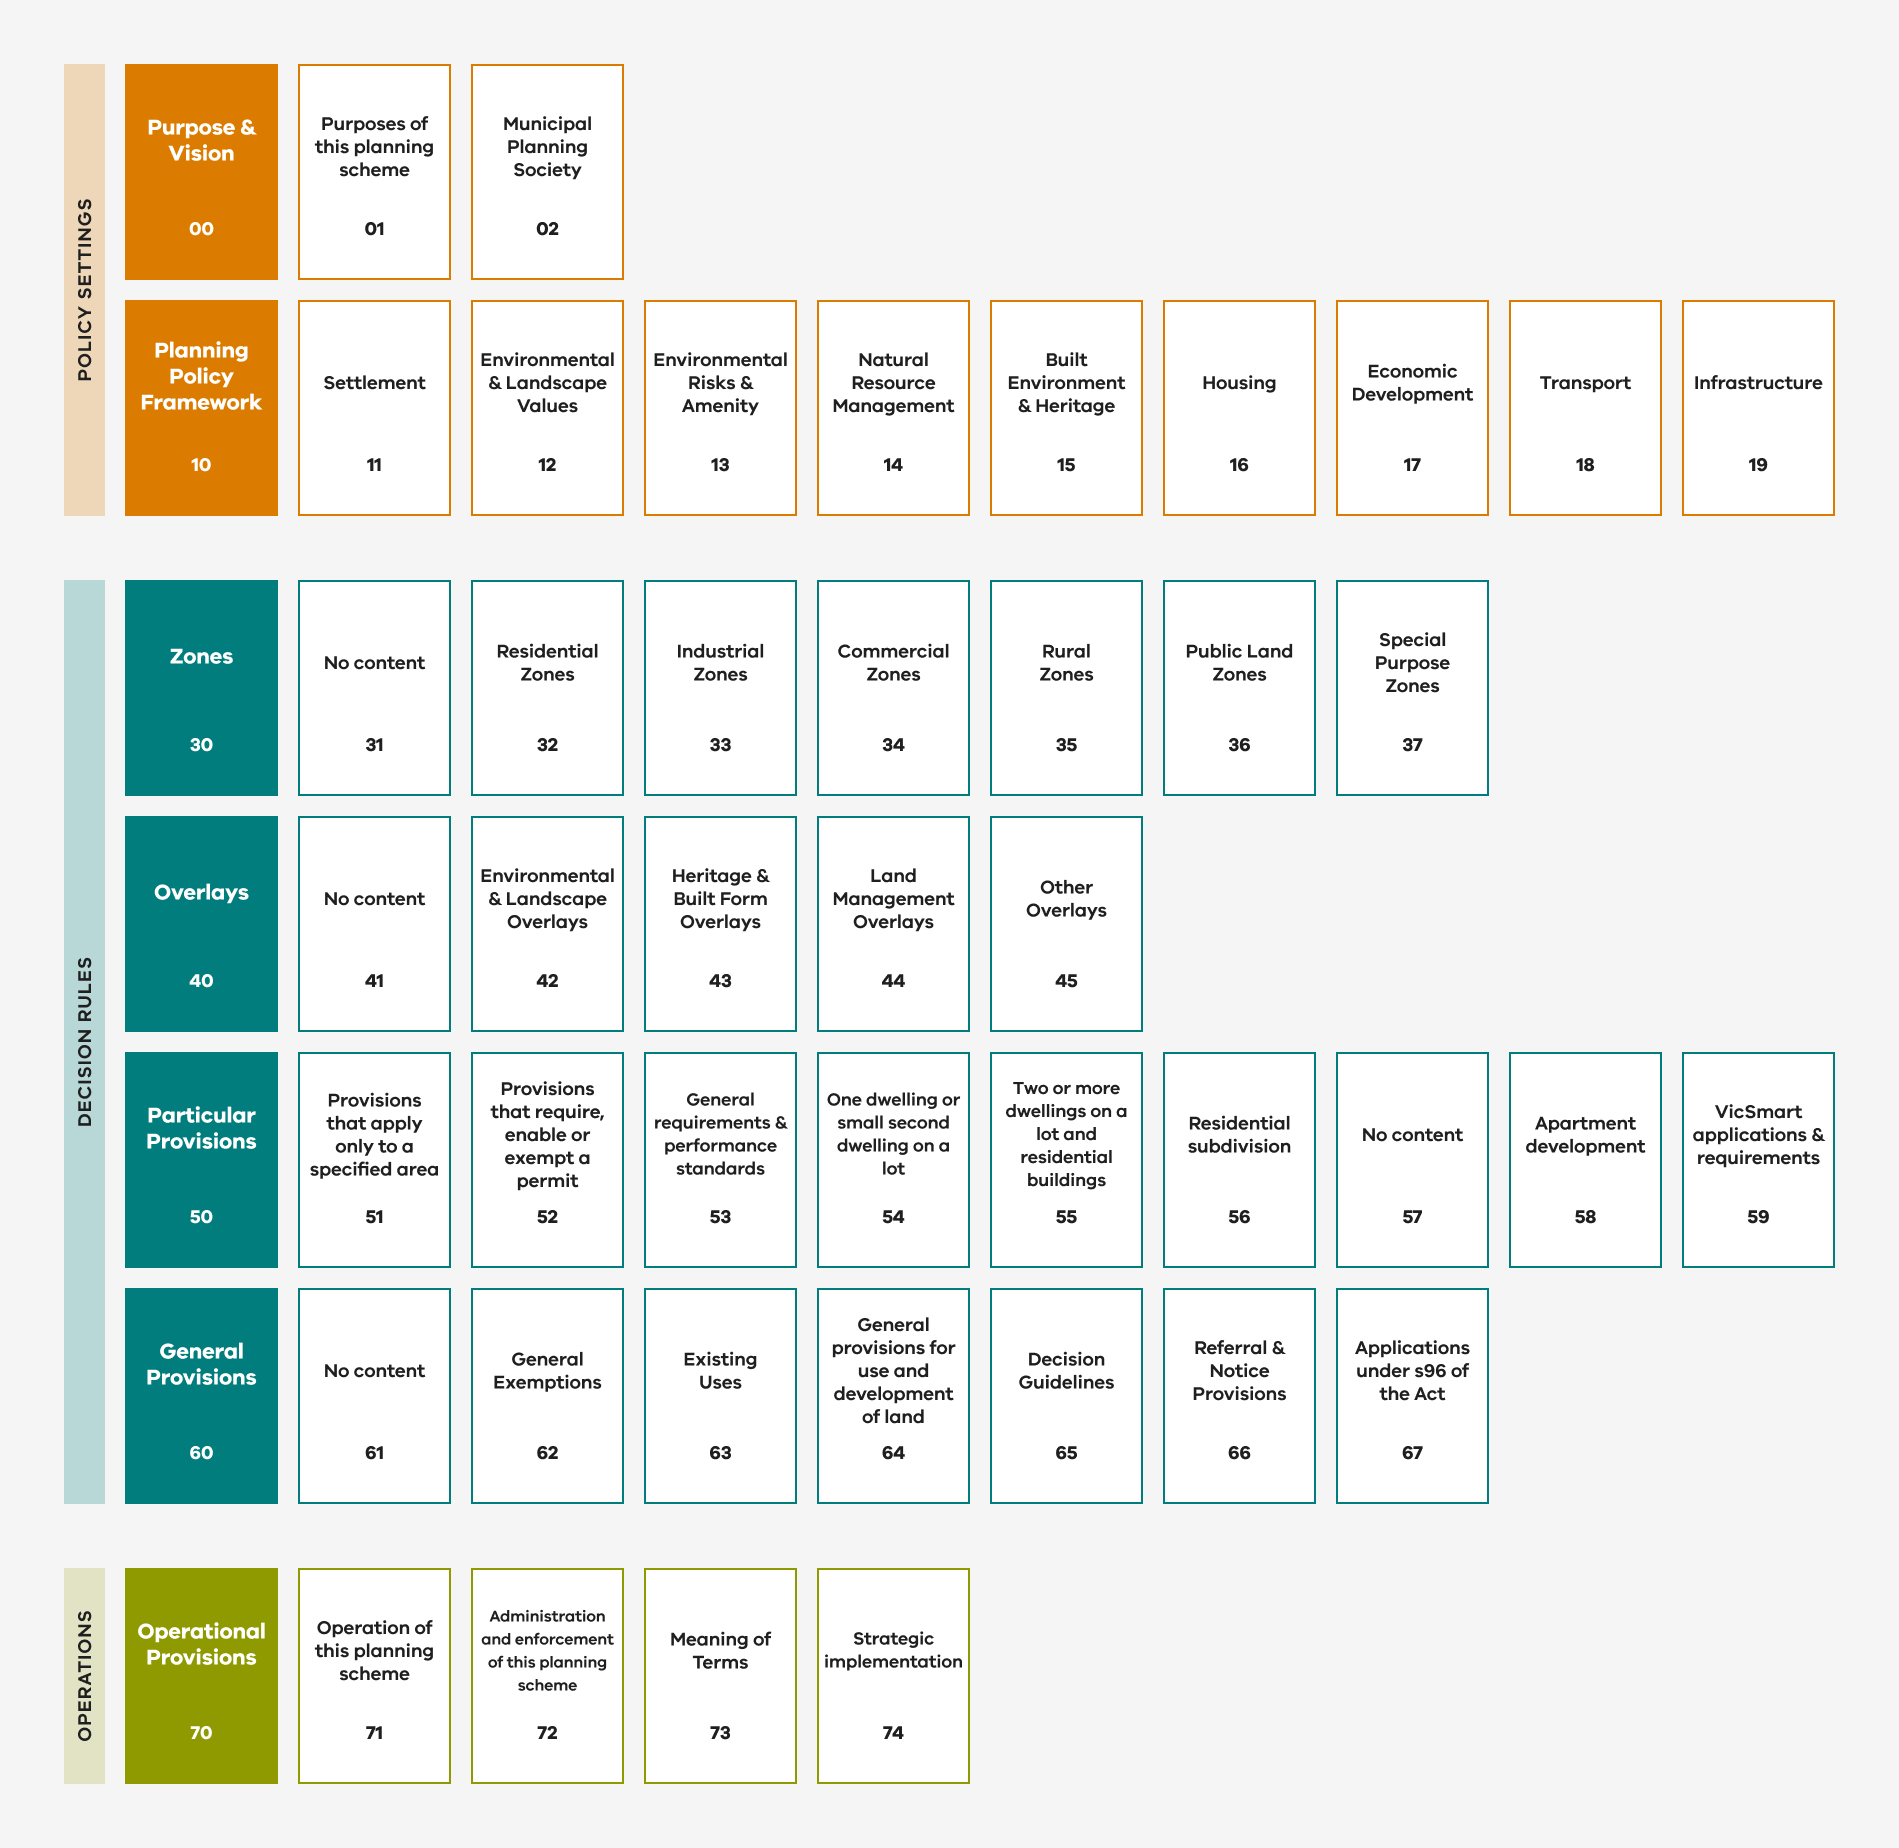 POLICY SETTINGS
Purpose &
Vision
00
Purposes of
this planning
scheme
01
Municipal
Planning
Society
02
Planning
Policy
Framework
10
Settlement
11
Environmental
& Landscape
Values
12
Environmental
Risks &
Amenity
13
Natural
Resource
Management
14
Built
Environment
& Heritage
15
Housing
16
Economic
Development
17
Transport
18
Infrastructure
19
DECISION RULES
Zones
30
No content
31
Residential
Zones
32
Industrial
Zones
33
Commercial
Zones
34
Rural
Zones
35
Public Land
Zones
36
Special
Purpose
Zones
37
Overlays
40
No content
41
Environmental
& Landscape
Overlays
42
Heritage &
Built Form
Overlays
43
Land
Management
Overlays
44
Other
Overlays
45
Particular
Provisions
50
Provisions
that apply
only to a
specified area
51
Provisions
that require,
enable or
exempt a
permit
52
General
requirements &
performance
standards
53
One dwelling or
small second
dwelling on a
lot
54
Two or more
dwellings on a
lot and
residential
buildings
55
Residential
subdivision
56
No content
57
Apartment
development
58
VicSmart
applications &
requirements
59
General
Provisions
60
No content
61
General
Exemptions
62
Existing
Uses
63
General
provisions for
use and
development
of land
64
Decision
Guidelines
65
Referral &
Notice
Provisions
66
Applications
under s96 of
the Act
67
OPERATIONS
Operational
Provisions
70
Operation of
this planning
scheme
71
Administration
and enforcement
of this planning
scheme
72
Meaning of
Terms
73
Strategic
implementation
74